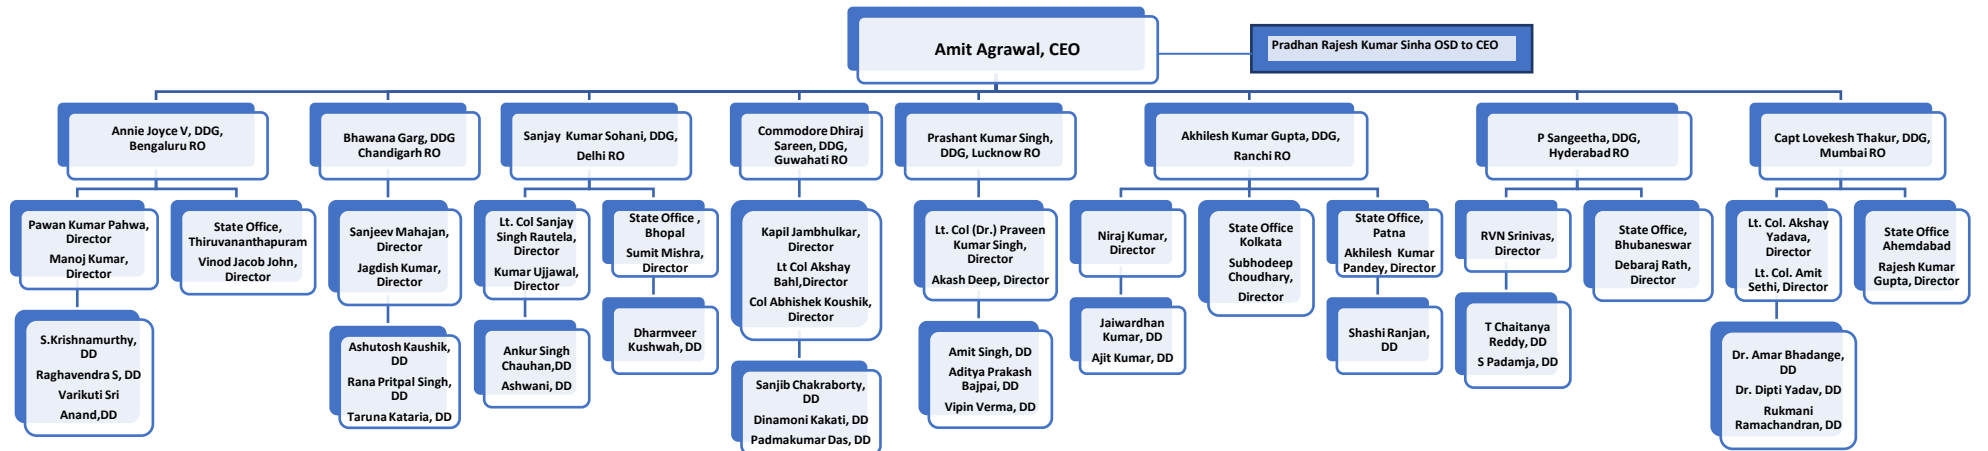 Amit Agrawal, CEO
Pradhan Rajesh Kumar Sinha OSD to CEO
Annie Joyce V, DDG,
Bengaluru RO
Bhawana Garg, DDG
Chandigarh RO
Sanjay Kumar Sohani, DDG,
Delhi RO
Commodore Dhiraj
Sareen, DDG,
Guwahati RO
Prashant Kumar Singh,
DDG, Lucknow RO
Akhilesh Kumar Gupta, DDG,
Ranchi RO
P Sangeetha, DDG,
Hyderabad RO
Capt Lovekesh Thakur, DDG,
Mumbai RO
Pawan Kumar Pahwa,
Director
Manoj Kumar,
Director
State Office,
Thiruvananthapuram
Vinod Jacob John,
Director
Sanjeev Mahajan,
Director
Jagdish Kumar,
Director
Lt. Col Sanjay
Singh Rautela,
Director
Kumar Ujjawal,
Director
State Office ,
Bhopal
Sumit Mishra,
Director
Kapil Jambhulkar,
Director
Lt Col Akshay
Bahl,Director
Col Abhishek Koushik,
Director
Lt. Col (Dr.) Praveen
Kumar Singh,
Director
Akash Deep, Director
Niraj Kumar,
Director
State Office
Kolkata
Subhodeep
Choudhary,
Director
State Office,
Patna
Akhilesh Kumar
Pandey, Director
RVN Srinivas,
Director
State Office,
Bhubaneswar
Debaraj Rath,
Director
Lt. Col. Akshay
Yadava,
Director
Lt. Col. Amit
Sethi, Director
State Office
Ahemdabad
Rajesh Kumar
Gupta, Director
S.Krishnamurthy,
DD
Raghavendra S, DD
Varikuti Sri
Anand,DD
Ashutosh Kaushik,
DD
Rana Pritpal Singh,
DD
Taruna Kataria, DD
Ankur Singh
Chauhan,DD
Ashwani, DD
Dharmveer
Kushwah, DD
Sanjib Chakraborty,
DD
Dinamoni Kakati, DD
Padmakumar Das, DD
Amit Singh, DD
Aditya Prakash
Bajpai, DD
Vipin Verma, DD
Jaiwardhan
Kumar, DD
Ajit Kumar, DD
Shashi Ranjan,
DD
T Chaitanya
Reddy, DD
S Padamja, DD
Dr. Amar Bhadange,
DD
Dr. Dipti Yadav, DD
Rukmani
Ramachandran, DD